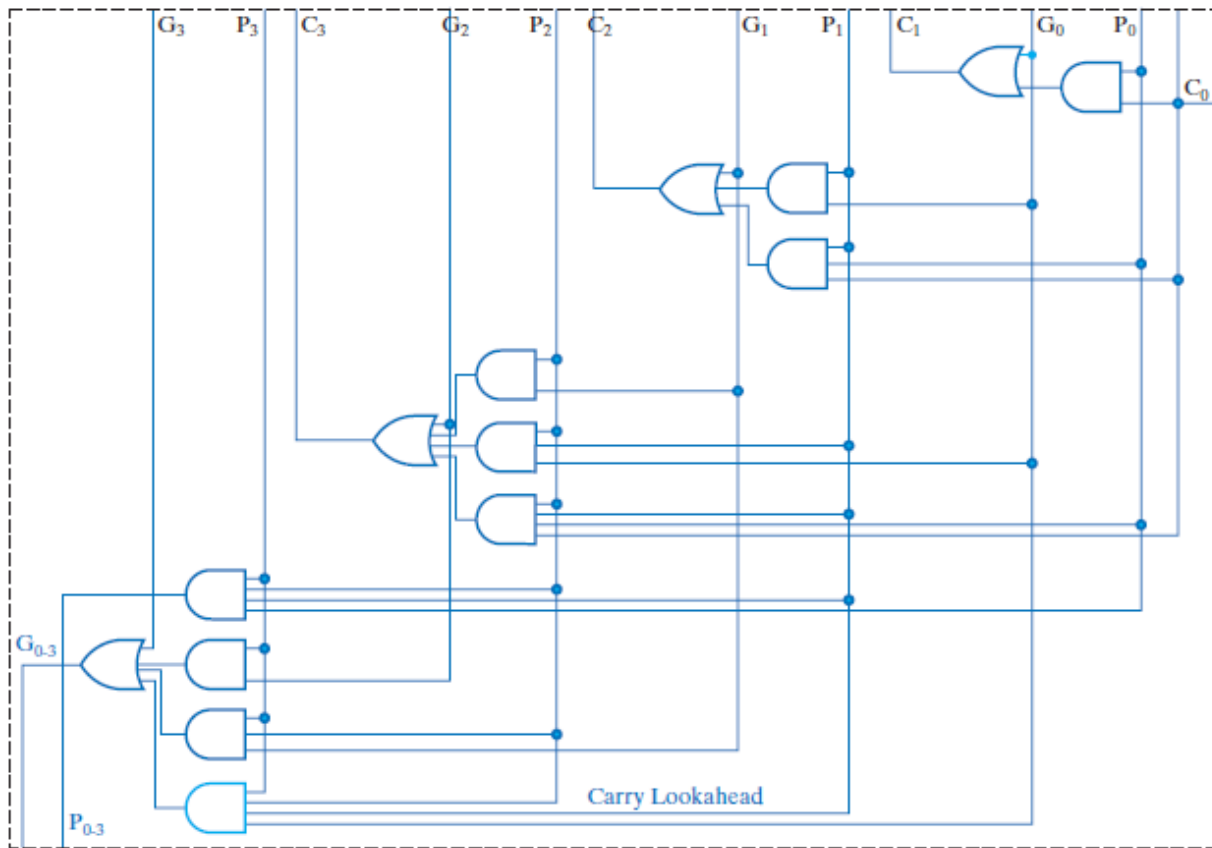 G₃ P₃ C₃ G₂ P₂ C₂ G₁ P₁ C₁ G₀ P₀
C₀
G₀₋₃
Carry Lookahead
P₀₋₃